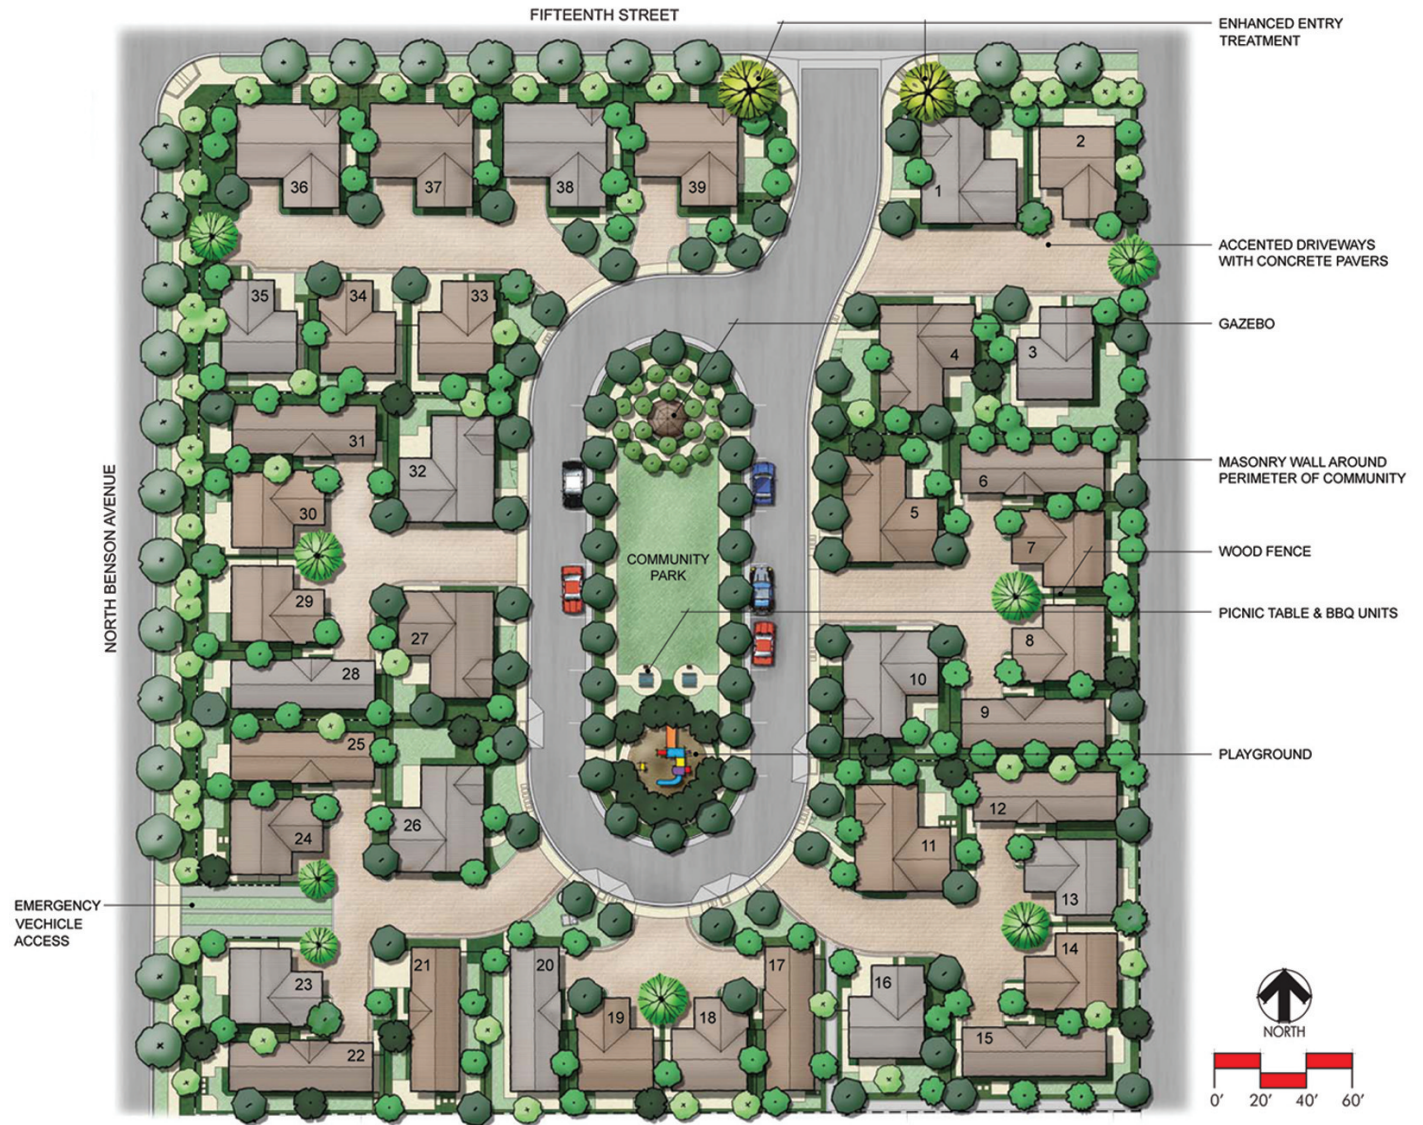 FIFTEENTH STREET
ENHANCED ENTRY
TREATMENT
36
37
38
39
1
2
ACCENTED DRIVEWAYS
WITH CONCRETE PAVERS
35
34
33
GAZEBO
4
3
31
32
6
MASONRY WALL AROUND
PERIMETER OF COMMUNITY
NORTH BENSON AVENUE
30
5
7
WOOD FENCE
COMMUNITY
PARK
29
27
PICNIC TABLE & BBQ UNITS
8
28
10
9
25
PLAYGROUND
26
24
12
11
13
EMERGENCY
VECHICLE
ACCESS
14
21
20
17
16
23
19
18
15
22
NORTH
0' 20' 40' 60'